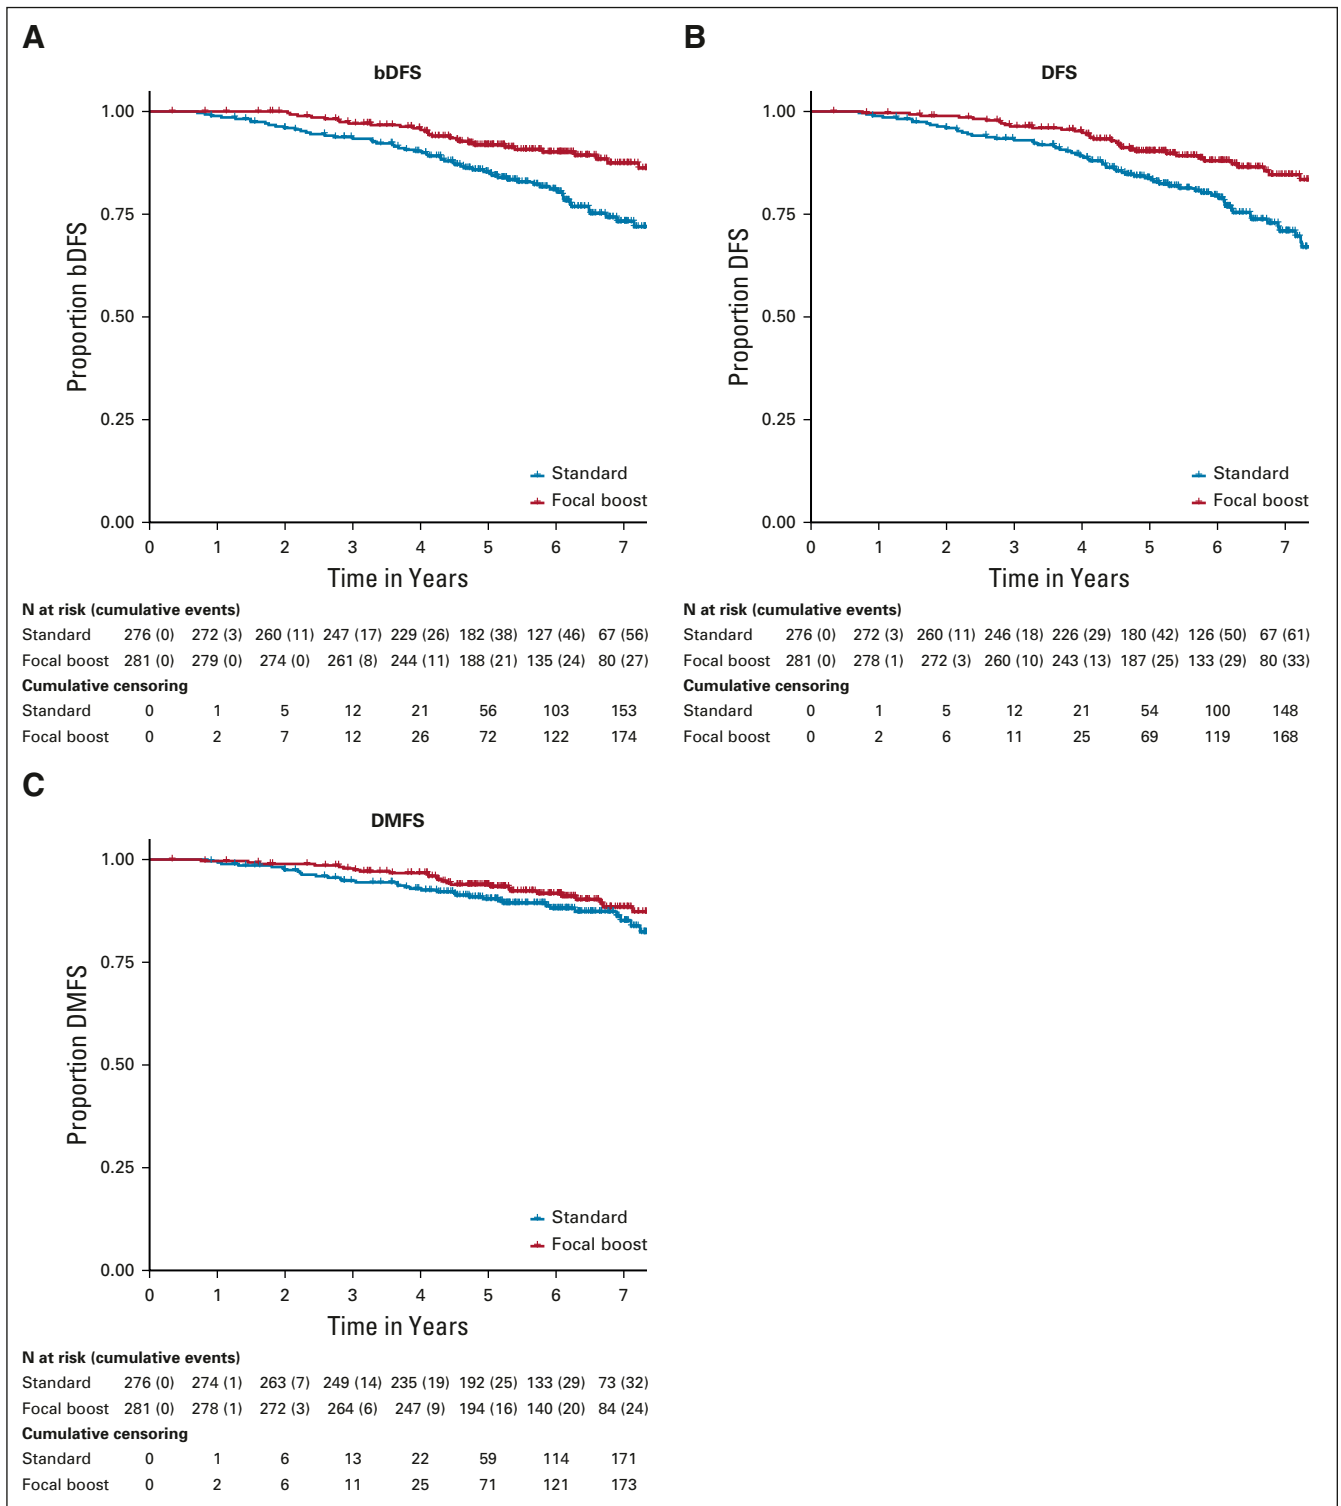 A
bDFS
1.00
0.75
0.50
0.25
0.00
Proportion bDFS
Standard
Focal boost
0 1 2 3 4 5 6 7
Time in Years
N at risk (cumulative events)
Standard 276 (0) 272 (3) 260 (11) 247 (17) 229 (26) 182 (38) 127 (46) 67 (56)
Focal boost 281 (0) 279 (0) 274 (0) 261 (8) 244 (11) 188 (21) 135 (24) 80 (27)
Cumulative censoring
Standard 0 1 5 12 21 56 103 153
Focal boost 0 2 7 12 26 72 122 174
B
DFS
1.00
0.75
0.50
0.25
0.00
Proportion DFS
Standard
Focal boost
0 1 2 3 4 5 6 7
Time in Years
N at risk (cumulative events)
Standard 276 (0) 272 (3) 260 (11) 246 (18) 226 (29) 180 (42) 126 (50) 67 (61)
Focal boost 281 (0) 278 (1) 272 (3) 260 (10) 243 (13) 187 (25) 133 (29) 80 (33)
Cumulative censoring
Standard 0 1 5 12 21 54 100 148
Focal boost 0 2 6 11 25 69 119 168
C
DMFS
1.00
0.75
0.50
0.25
0.00
Proportion DMFS
Standard
Focal boost
0 1 2 3 4 5 6 7
Time in Years
N at risk (cumulative events)
Standard 276 (0) 274 (1) 263 (7) 249 (14) 235 (19) 192 (25) 133 (29) 73 (32)
Focal boost 281 (0) 278 (1) 272 (3) 264 (6) 247 (9) 194 (16) 140 (20) 84 (24)
Cumulative censoring
Standard 0 1 6 13 22 59 114 171
Focal boost 0 2 6 11 25 71 121 173